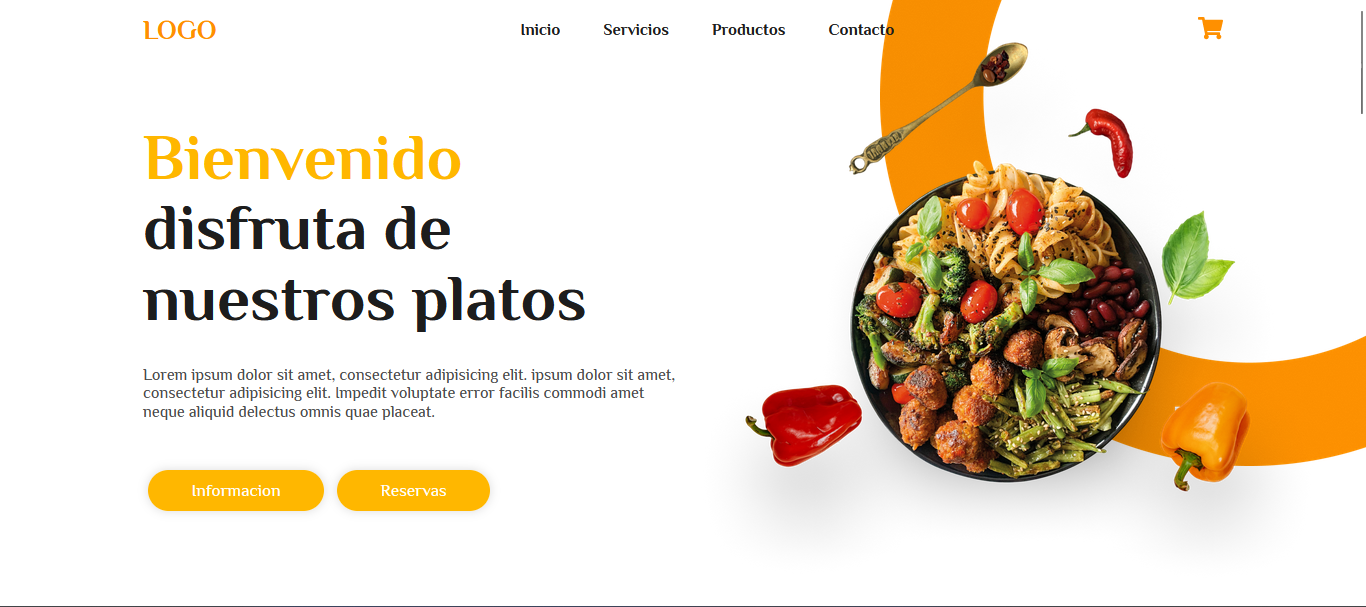 LOGO
Inicio Servicios Productos Contacto
Bienvenido
disfruta de
nuestros platos
Lorem ipsum dolor sit amet, consectetur adipisicing elit. ipsum dolor sit amet,
consectetur adipisicing elit. Impedit voluptate error facilis commodi amet
neque aliquid delectus omnis quae placeat.
Informacion Reservas